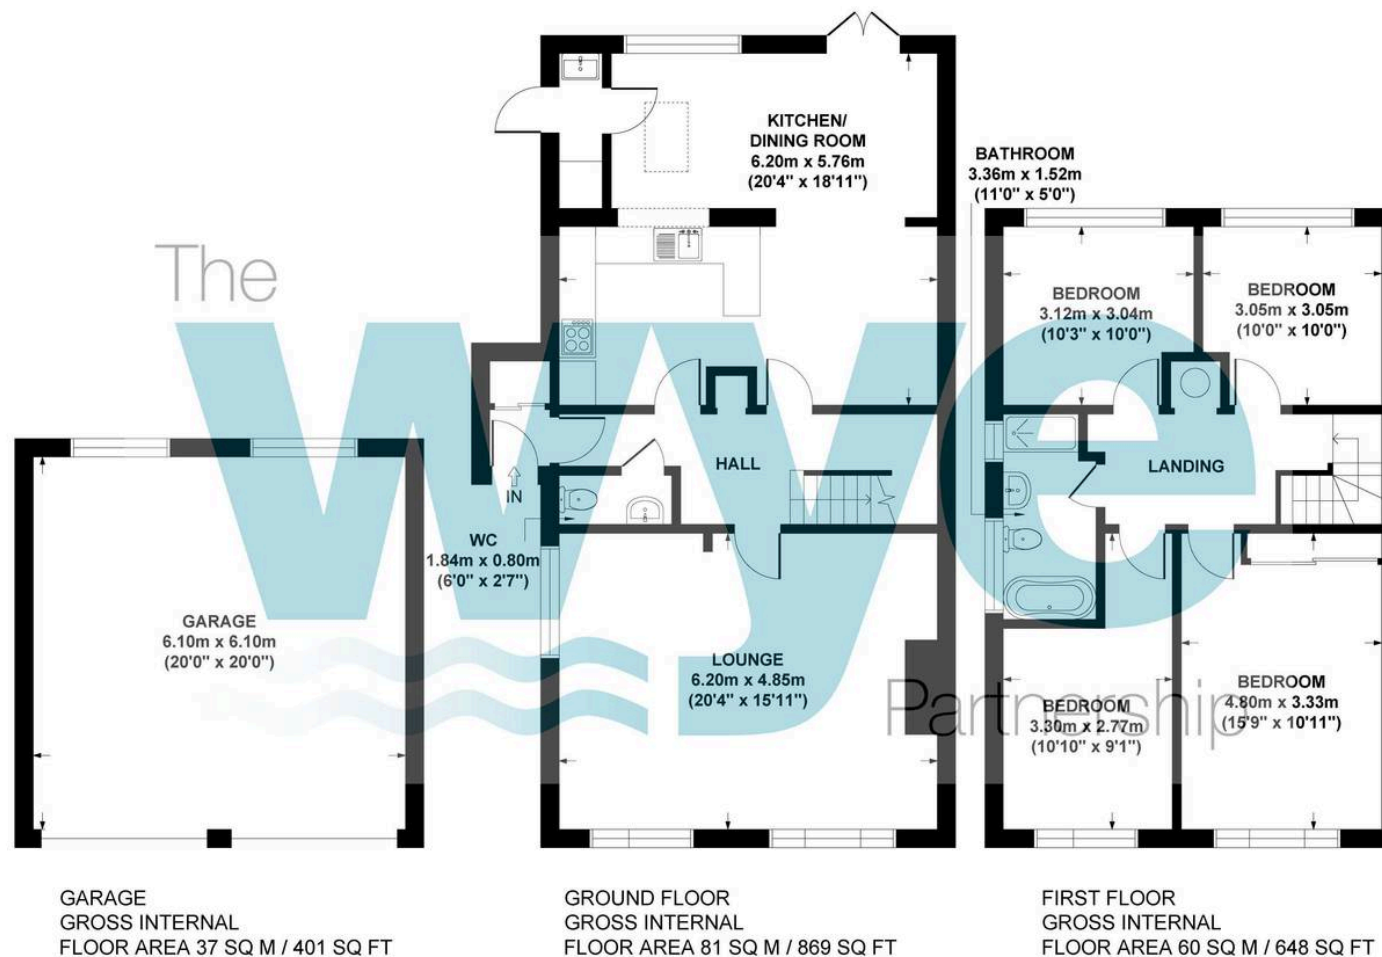 The
wye
Partnership
KITCHEN/
DINING ROOM
6.20m x 5.76m
(20'4" x 18'11")
BATHROOM
3.36m x 1.52m
(11'0" x 5'0")
BEDROOM
3.12m x 3.04m
(10'3" x 10'0")
BEDROOM
3.05m x 3.05m
(10'0" x 10'0")
HALL
LANDING
IN
WC
1.84m x 0.80m
(6'0" x 2'7")
GARAGE
6.10m x 6.10m
(20'0" x 20'0")
LOUNGE
6.20m x 4.85m
(20'4" x 15'11")
BEDROOM
3.30m x 2.77m
(10'10" x 9'1")
BEDROOM
4.80m x 3.33m
(15'9" x 10'11")
GARAGE
GROSS INTERNAL
FLOOR AREA 37 SQ M / 401 SQ FT
GROUND FLOOR
GROSS INTERNAL
FLOOR AREA 81 SQ M / 869 SQ FT
FIRST FLOOR
GROSS INTERNAL
FLOOR AREA 60 SQ M / 648 SQ FT